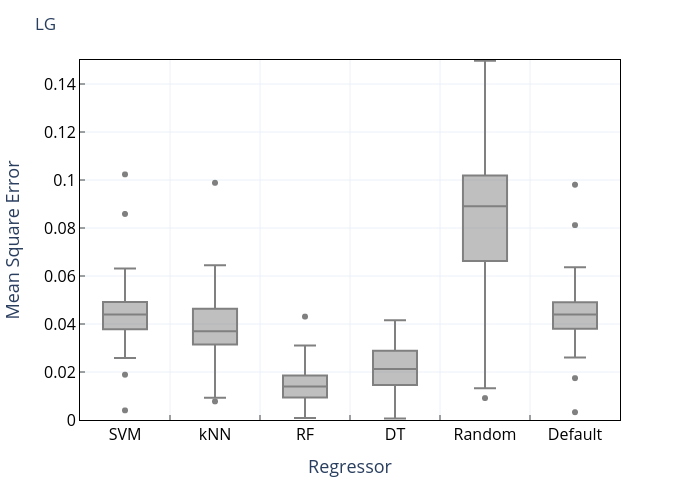 LG
Mean Square Error
0.14
0.12
0.1
0.08
0.06
0.04
0.02
0
SVM kNN RF DT Random Default
Regressor